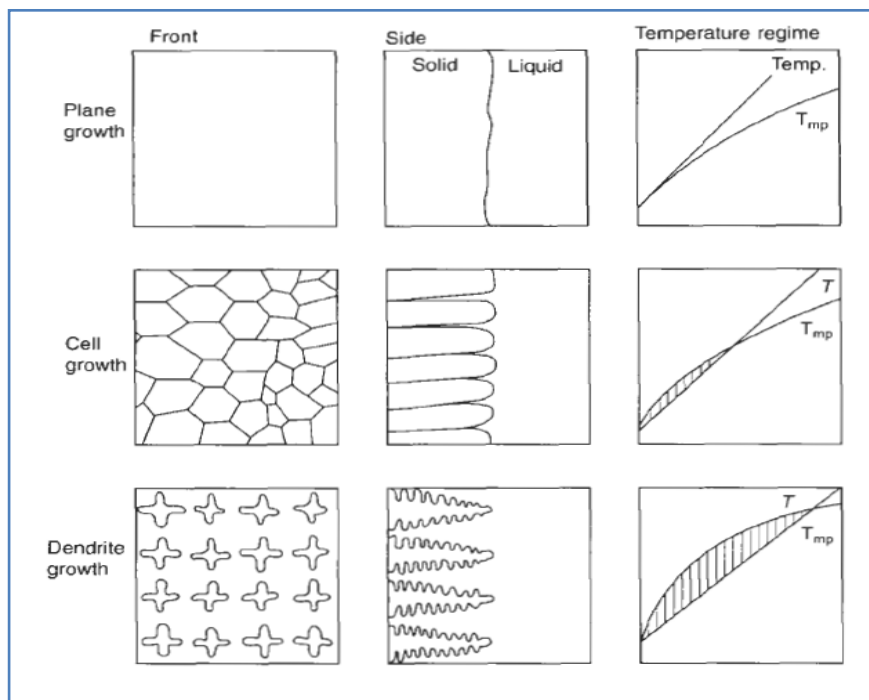 Front
Side
Temperature regime
Solid
Liquid
Temp.
Tmp
Plane
growth
T
Tmp
Cell
growth
T
Tmp
Dendrite
growth